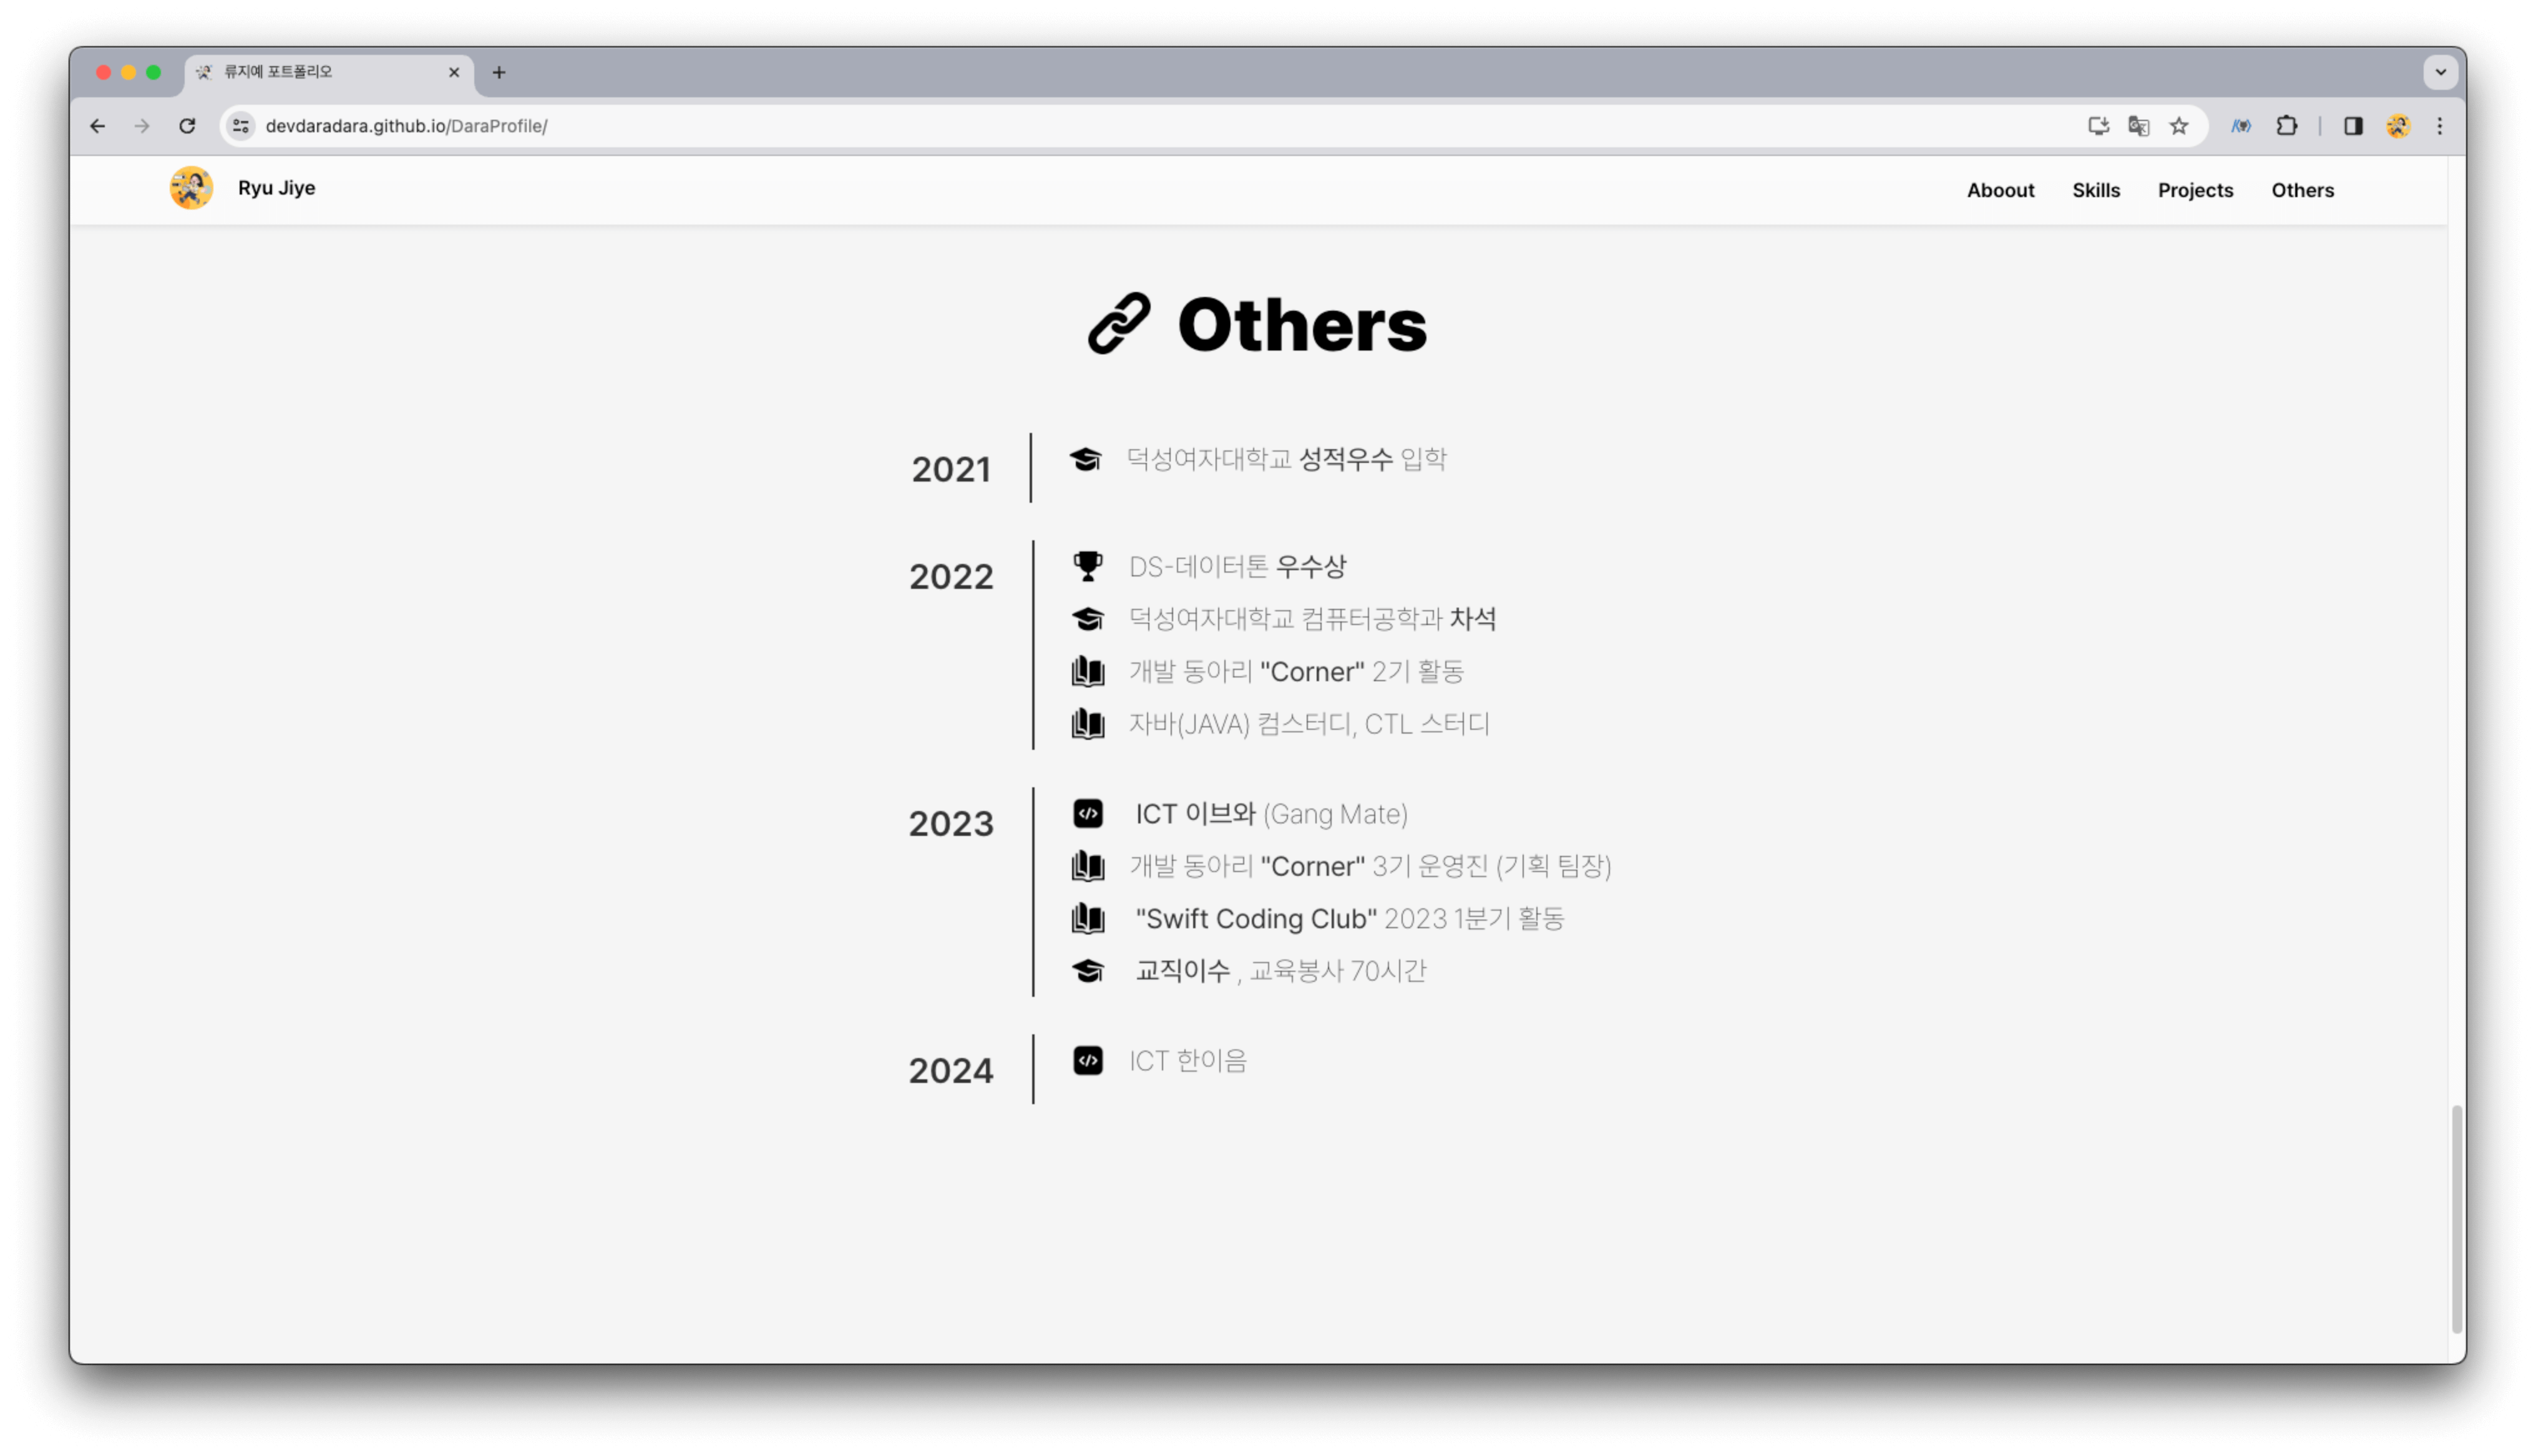 류지예 포트폴리오
devdaradara.github.io/DaraProfile/
Ryu Jiye
Aboout Skills Projects Others
Others
2021
덕성여자대학교 성적우수 입학
2022
DS-데이터톤 우수상
덕성여자대학교 컴퓨터공학과 차석
개발 동아리 "Corner" 2기 활동
자바(JAVA) 컴스터디, CTL 스터디
2023
ICT 이브와 (Gang Mate)
개발 동아리 "Corner" 3기 운영진 (기획 팀장)
"Swift Coding Club" 2023 1분기 활동
교직이수 , 교육봉사 70시간
2024
ICT 한이음